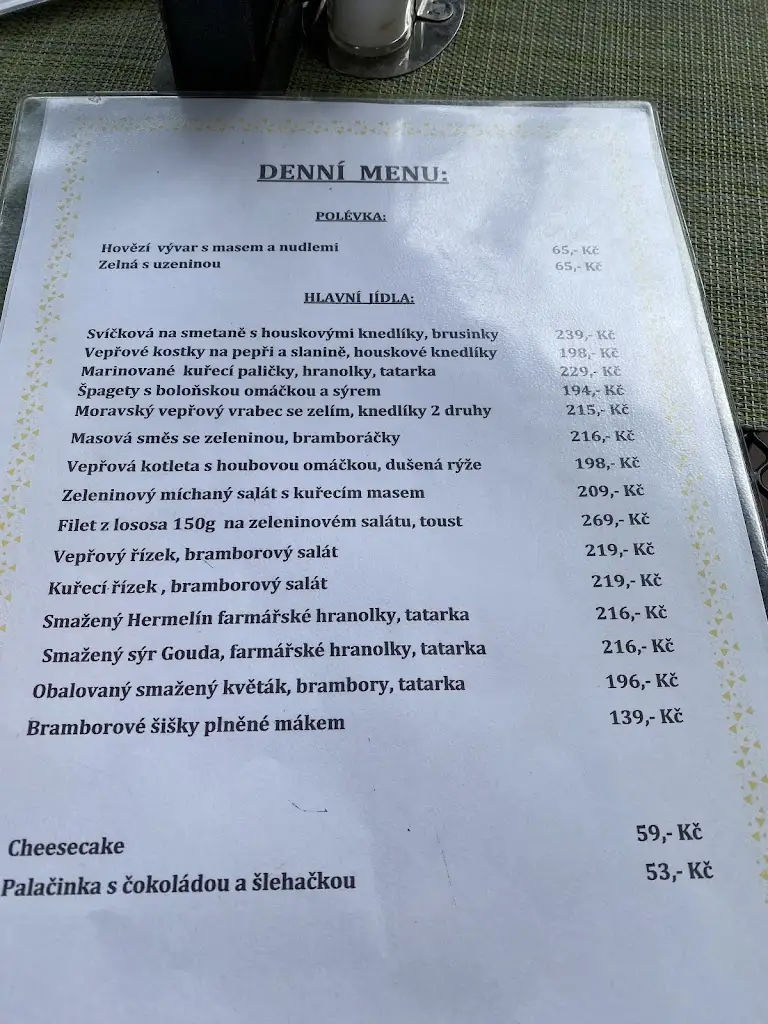 DENNÍ MENU:
POLÉVKA:
Hovězí vývar s masem a nudlemi 65,- Kč
Zelná s uzeninou 65,- Kč
HLAVNÍ JÍDLA:
Svíčková na smetaně s houskovými knedlíky, brusinky 239,- Kč
Vepřové kostky na pepři a slanině, houskové knedlíky 198,- Kč
Marinované kuřecí paličky, hranolky, tatarka 229,- Kč
Špagety s boloňskou omáčkou a sýrem 194,- Kč
Moravský vepřový vrabec se zelím, knedlíky 2 druhy 215,- Kč
Masová směs se zeleninou, bramboráčky 216,- Kč
Vepřová kotleta s houbovou omáčkou, dušená rýže 198,- Kč
Zeleninový míchaný salát s kuřecím masem 209,- Kč
Filet z lososa 150g na zeleninovém salátu, toust 269,- Kč
Vepřový řízek, bramborový salát 219,- Kč
Kuřecí řízek , bramborový salát 219,- Kč
Smažený Hermelín farmářské hranolky, tatarka 216,- Kč
Smažený sýr Gouda, farmářské hranolky, tatarka 216,- Kč
Obalovaný smažený květák, brambory, tatarka 196,- Kč
Bramborové šišky plněné mákem 139,- Kč
Cheesecake 59,- Kč
Palačinka s čokoládou a šlehačkou 53,- Kč